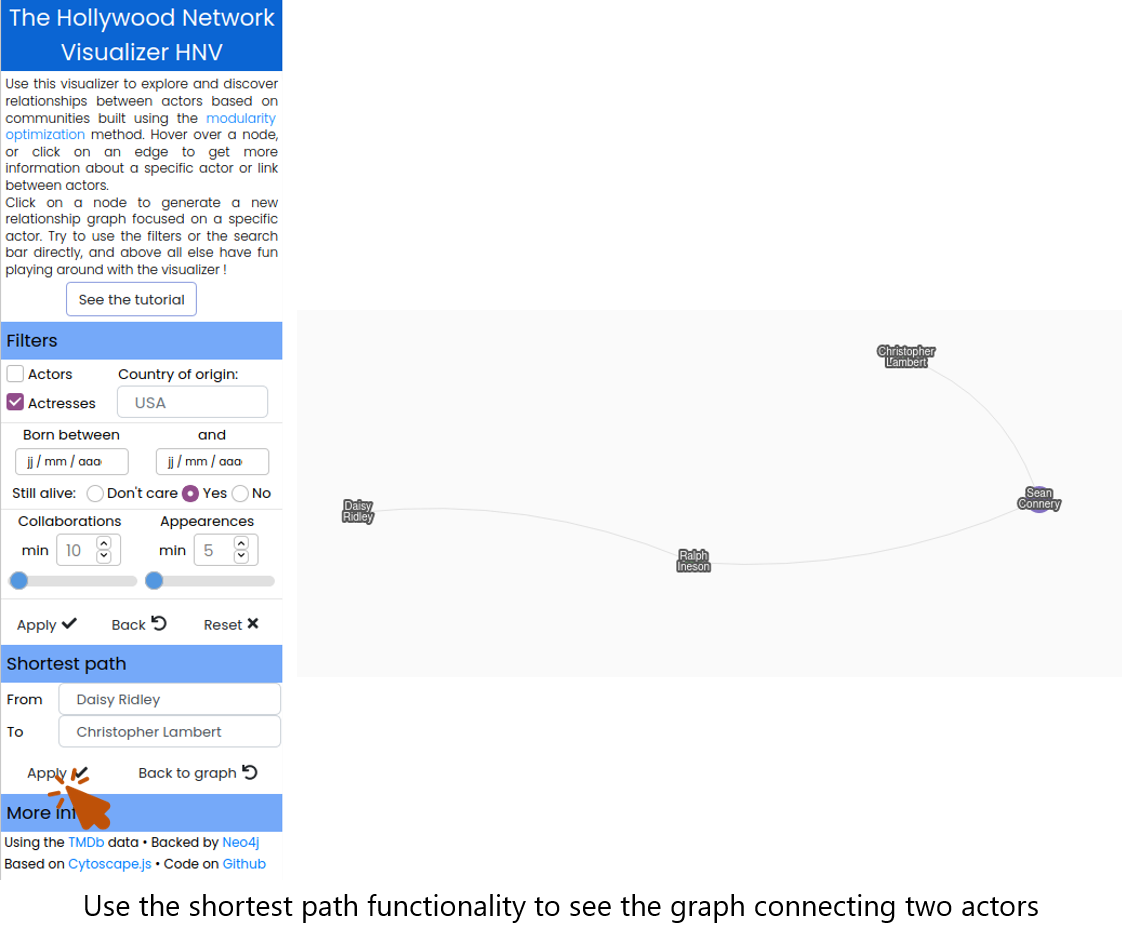 The Hollywood Network
Visualizer HNV
Use this visualizer to explore and discover
relationships between actors based on
communities built using the modularity
optimization method. Hover over a node,
or click on an edge to get more
information about a specific actor or link
between actors.
Click on a node to generate a new
relationship graph focused on a specific
actor. Try to use the filters or the search
bar directly, and above all else have fun
playing around with the visualizer !
See the tutorial
Filters
Actors Country of origin:
Actresses USA
Born between and
jj / mm / aaa jj / mm / aaa
Still alive: Don't care Yes No
Collaborations Appearences
min 10 min 5
Apply Back Reset
Shortest path
From Daisy Ridley
To Christopher Lambert
Apply Back to graph
More inf
Using the TMDb data • Backed by Neo4j
Based on Cytoscape.js • Code on Github
Christopher
Lambert
Sean
Connery
Daisy
Ridley
Ralph
Ineson
Use the shortest path functionality to see the graph connecting two actors